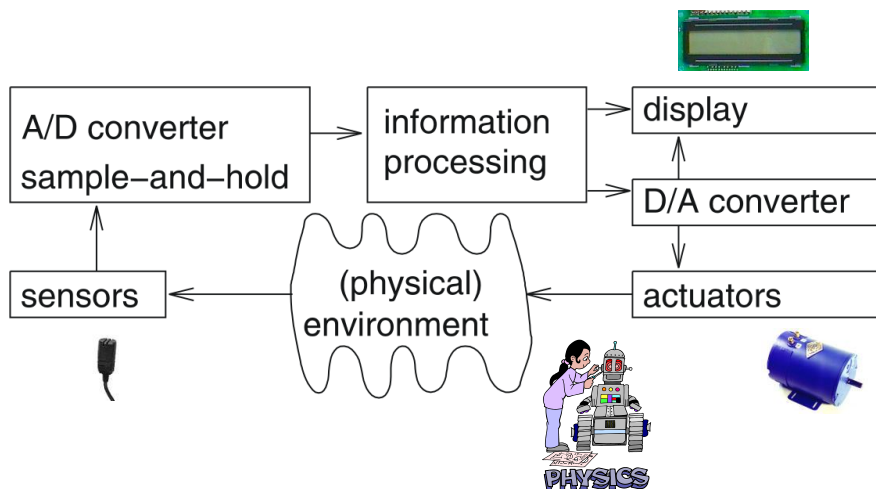 A/D converter
sample−and−hold
information
processing
display
D/A converter
sensors
(physical)
environment
actuators
PHYSICS